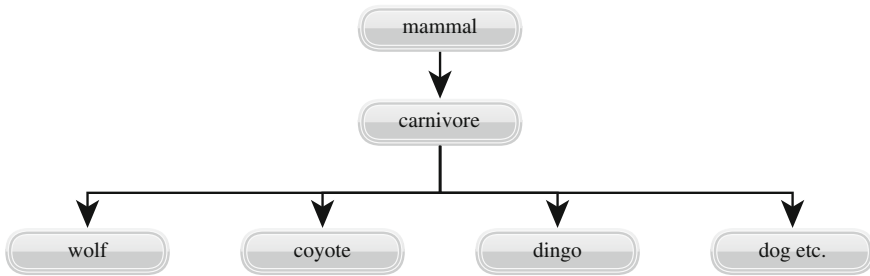 mammal
carnivore
wolf
coyote
dingo
dog etc.